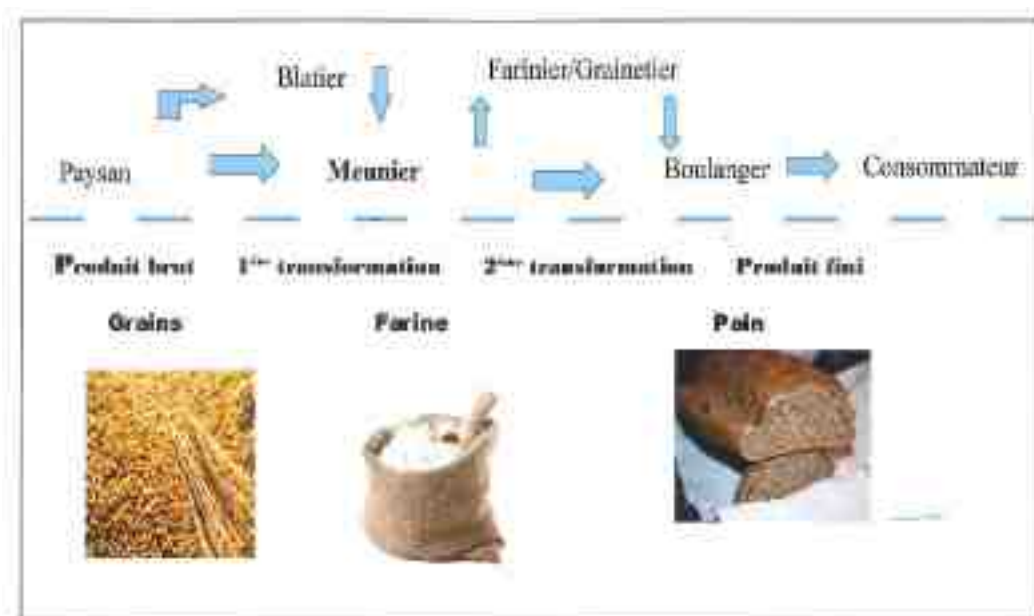 Blatier
Farinier/Grainetier
Paysan
Meunier
Boulanger
Consommateur
Produit brut
1ère transformation
2ème transformation
Produit fini
Grains
Farine
Pain